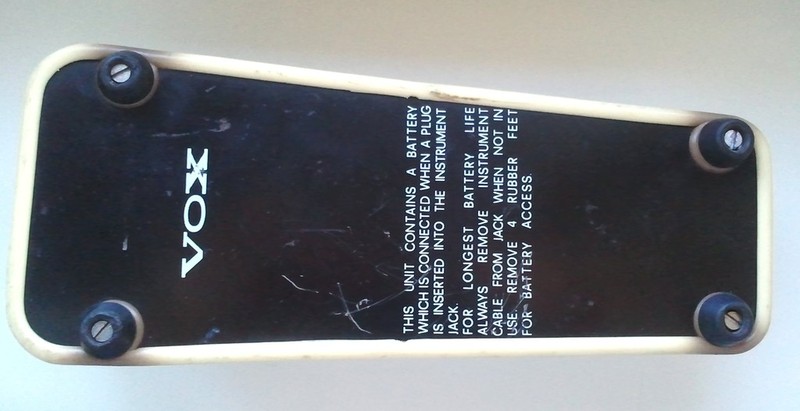 VOX
THIS UNIT CONTAINS A BATTERY
WHICH IS CONNECTED WHEN A PLUG
IS INSERTED INTO THE INSTRUMENT
JACK.
FOR LONGEST BATTERY LIFE
ALWAYS REMOVE INSTRUMENT
CABLE FROM JACK WHEN NOT IN
USE. REMOVE 4 RUBBER FEET
FOR BATTERY ACCESS.